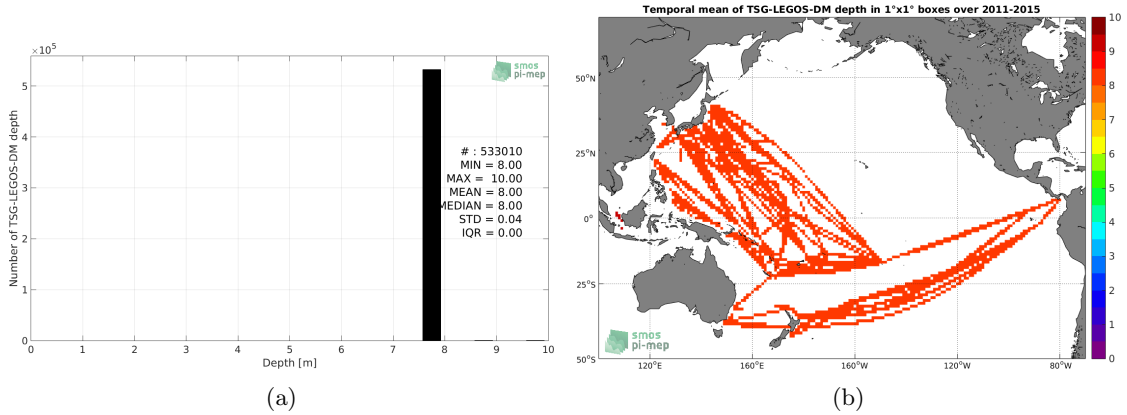 ×10⁵
5
4
3
2
1
0
Number of TSG-LEGOS-DM depth
smos
pi-mep
# : 533010
MIN = 8.00
MAX = 10.00
MEAN = 8.00
MEDIAN = 8.00
STD = 0.04
IQR = 0.00
0 1 2 3 4 5 6 7 8 9 10
Depth [m]
(a)
Temporal mean of TSG-LEGOS-DM depth in 1°x1° boxes over 2011-2015
50°N
25°N
0°
25°S
50°S
120°E 160°E 160°W 120°W 80°W
smos
pi-mep
10
9
8
7
6
5
4
3
2
1
0
(b)